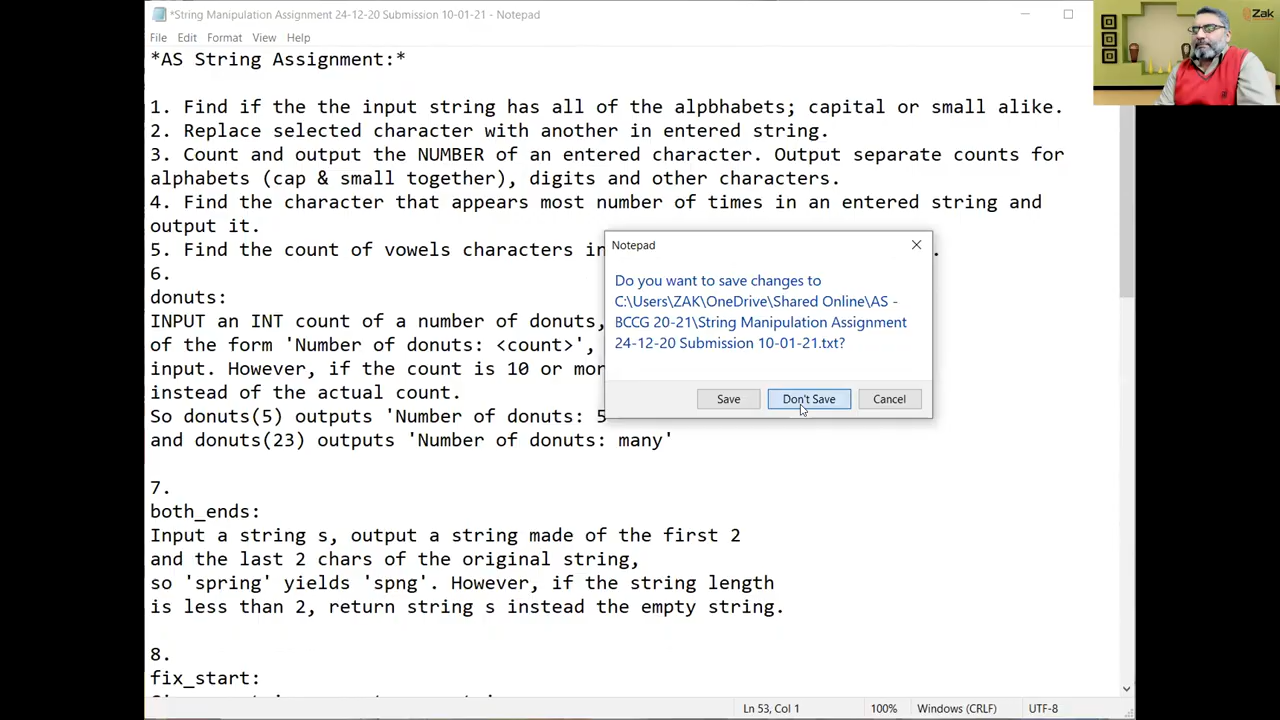 *String Manipulation Assignment 24-12-20 Submission 10-01-21 - Notepad
Zak
File Edit Format View Help
*AS String Assignment:*
1. Find if the the input string has all of the alpbhabets; capital or small alike.
2. Replace selected character with another in entered string.
3. Count and output the NUMBER of an entered character. Output separate counts for
alphabets (cap & small together), digits and other characters.
4. Find the character that appears most number of times in an entered string and
output it.
5. Find the count of vowels characters in
6.
donuts:
INPUT an INT count of a number of donuts,
of the form 'Number of donuts: <count>',
input. However, if the count is 10 or mor
instead of the actual count.
So donuts(5) outputs 'Number of donuts: 5
and donuts(23) outputs 'Number of donuts: many'
7.
both_ends:
Input a string s, output a string made of the first 2
and the last 2 chars of the original string,
so 'spring' yields 'spng'. However, if the string length
is less than 2, return string s instead the empty string.
8.
fix_start:
Notepad
Do you want to save changes to
C:\Users\ZAK\OneDrive\Shared Online\AS -
BCCG 20-21\String Manipulation Assignment
24-12-20 Submission 10-01-21.txt?
Save Don't Save Cancel
Ln 53, Col 1 100% Windows (CRLF) UTF-8